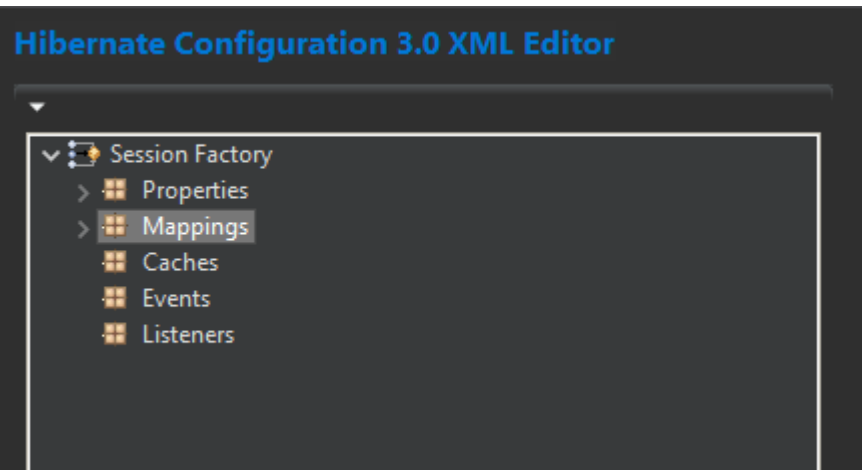 Hibernate Configuration 3.0 XML Editor
Session Factory
Properties
Mappings
Caches
Events
Listeners